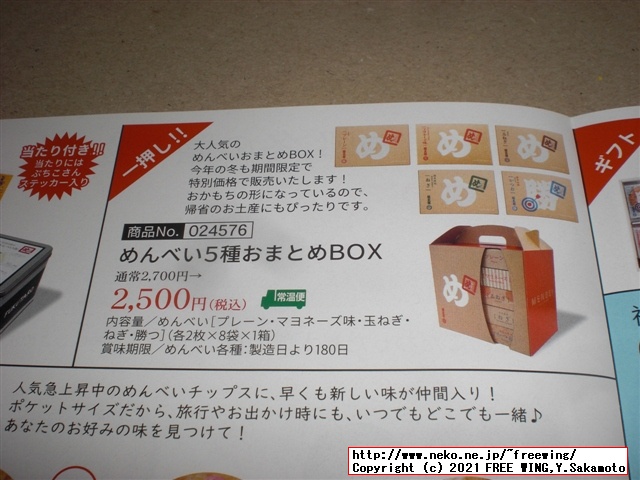 当たり付き!!
当たりには
ぷちこさん
ステッカー入り
一押し!!
大人気の
めんべいおまとめBOX!
今年の冬も期間限定で
特別価格で販売いたします!
おかもちの形になっているので、
帰省のお土産にもぴったりです。
め
め
め
め
勝
商品No. 024576
めんべい5種おまとめBOX
通常2,700円→
2,500円(税込)
常温便
内容量/めんべい[プレーン・マヨネーズ味・玉ねぎ・
ねぎ・勝つ](各2枚×8袋×1箱)
賞味期限/めんべい各種:製造日より180日
め
ギフト
人気急上昇中のめんべいチップスに、早くも新しい味が仲間入り!
ポケットサイズだから、旅行やお出かけ時にも、いつでもどこでも一緒♪
あなたのお好みの味を見つけて!
http://www.neko.ne.jp/~freewing/
Copyright (c) 2021 FREE WING,Y.Sakamoto